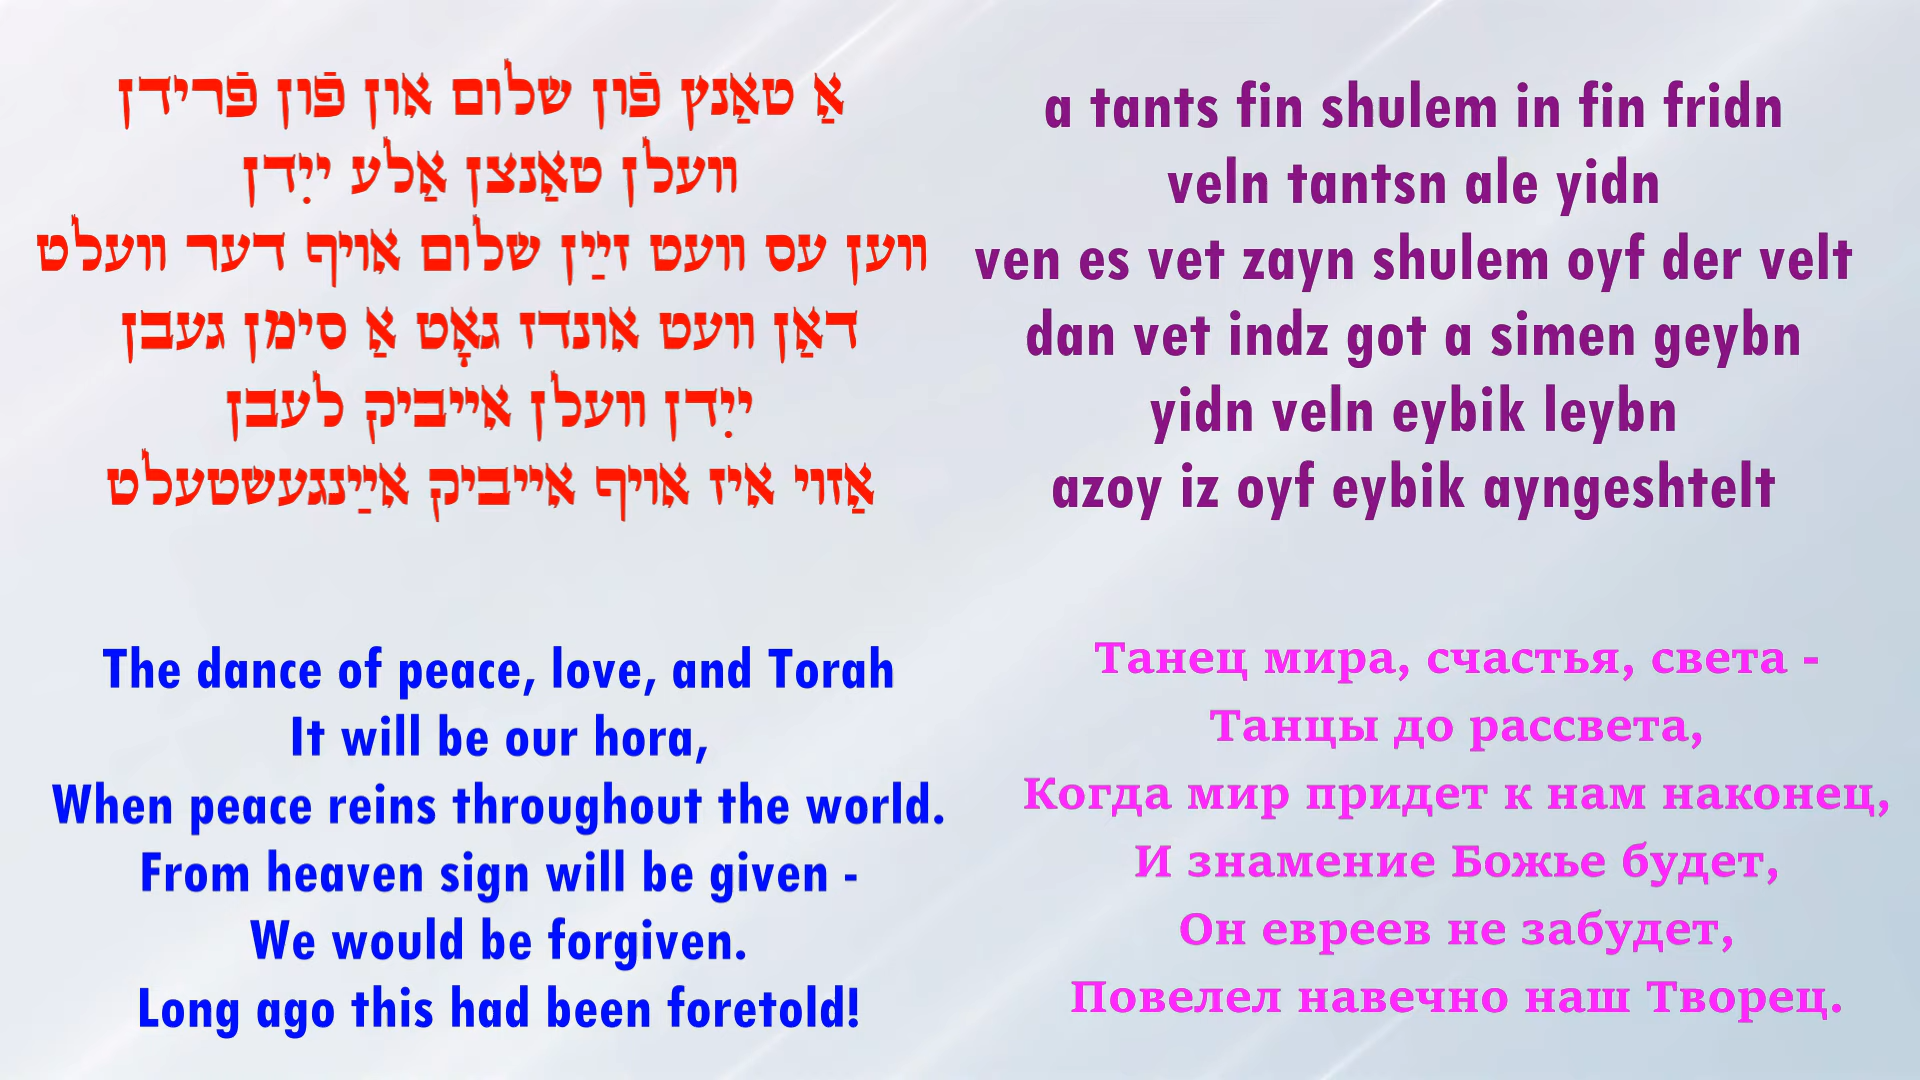 אַ טאַנץ פֿון שלום און פֿון פֿרידן
וועלן טאַנצן אַלע ייִדן
ווען עס וועט זײַן שלום אויף דער וועלט
דאַן וועט אונדז גאָט אַ סימן געבן
ייִדן וועלן אייביק לעבן
אַזוי איז אויף אייביק אײַנגעשטעלט
a tants fin shulem in fin fridn
veln tantsn ale yidn
ven es vet zayn shulem oyf der velt
dan vet indz got a simen geybn
yidn veln eybik leybn
azoy iz oyf eybik ayngeshtelt
The dance of peace, love, and Torah
It will be our hora,
When peace reins throughout the world.
From heaven sign will be given -
We would be forgiven.
Long ago this had been foretold!
Танец мира, счастья, света -
Танцы до рассвета,
Когда мир придет к нам наконец,
И знамение Божье будет,
Он евреев не забудет,
Повелел навечно наш Творец.